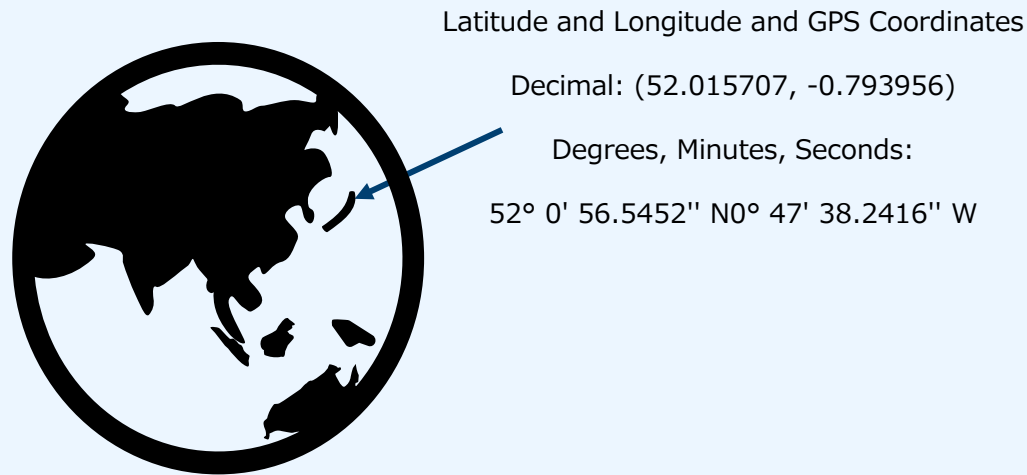 Latitude and Longitude and GPS Coordinates
Decimal: (52.015707, -0.793956)
Degrees, Minutes, Seconds:
52° 0' 56.5452'' N0° 47' 38.2416'' W